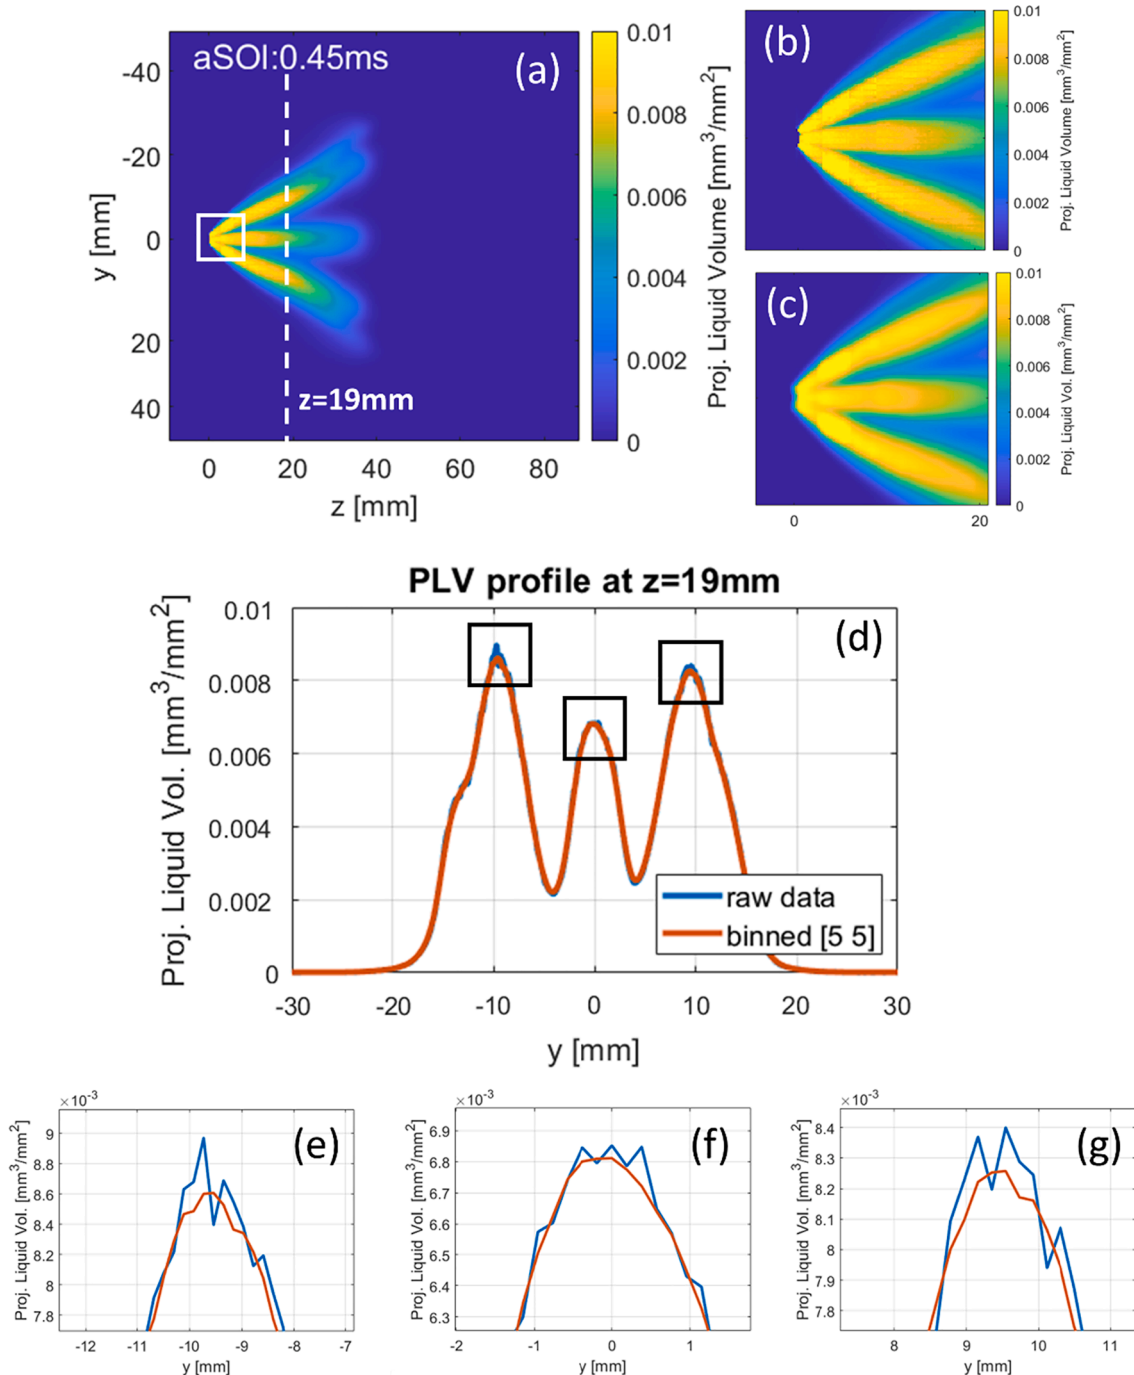 aSOI:0.45ms
(a)
-40
-20
0
20
40
y [mm]
z=19mm
0 20 40 60 80
z [mm]
0.01
0.008
0.006
0.004
0.002
0
Proj. Liquid Volume [mm3/mm2]
(b)
0.01
0.008
0.006
0.004
0.002
0
Proj. Liquid Volume [mm3/mm2]
(c)
0 20
0.01
0.008
0.006
0.004
0.002
0
Proj. Liquid Vol. [mm3/mm2]
PLV profile at z=19mm
(d)
0.01
0.008
0.006
0.004
0.002
0
Proj. Liquid Vol. [mm3/mm2]
raw data
binned [5 5]
-30 -20 -10 0 10 20 30
y [mm]
×10-3
(e)
9
8.8
8.6
8.4
8.2
8
7.8
Proj. Liquid Vol. [mm3/mm2]
-12 -11 -10 -9 -8 -7
y [mm]
×10-3
(f)
6.9
6.8
6.7
6.6
6.5
6.4
6.3
Proj. Liquid Vol. [mm3/mm2]
-2 -1 0 1
y [mm]
×10-3
(g)
8.4
8.3
8.2
8.1
8
7.9
7.8
Proj. Liquid Vol. [mm3/mm2]
8 9 10 11
y [mm]